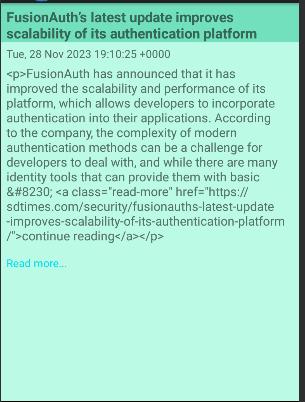 FusionAuth's latest update improves
scalability of its authentication platform
Tue, 28 Nov 2023 19:10:25 +0000
<p>FusionAuth has announced that it has
improved the scalability and performance of its
platform, which allows developers to incorporate
authentication into their applications. According
to the company, the complexity of modern
authentication methods can be a challenge for
developers to deal with, and while there are many
identity tools that can provide them with basic
&#8230; <a class="read-more" href="https://
sdtimes.com/security/fusionauths-latest-update
-improves-scalability-of-its-authentication-platform
/">continue reading</a></p>
Read more...